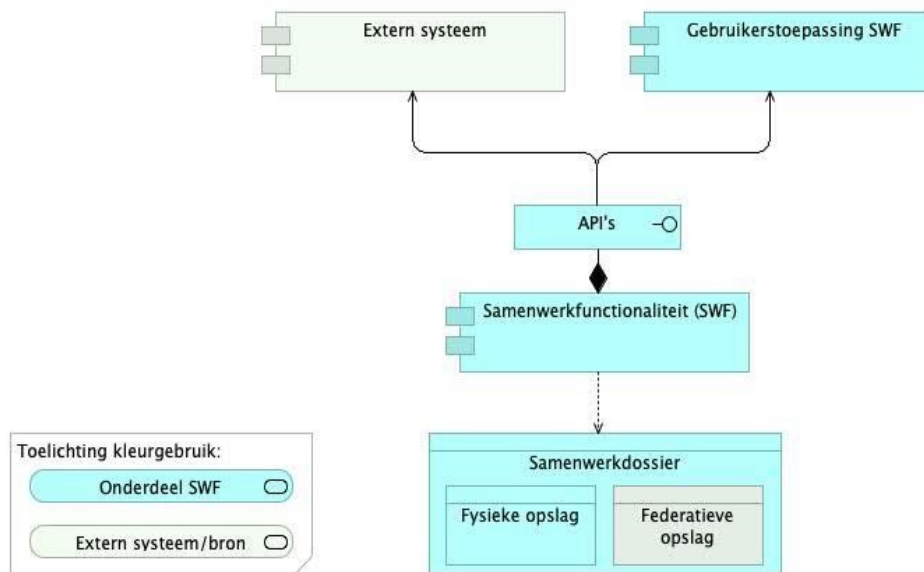 Extern systeem
Gebruikerstoepassing SWF
API's
Samenwerkfunctionaliteit (SWF)
Toelichting kleurgebruik:
Onderdeel SWF
Extern systeem/bron
Samenwerkdossier
Fysieke opslag
Federatieve
opslag